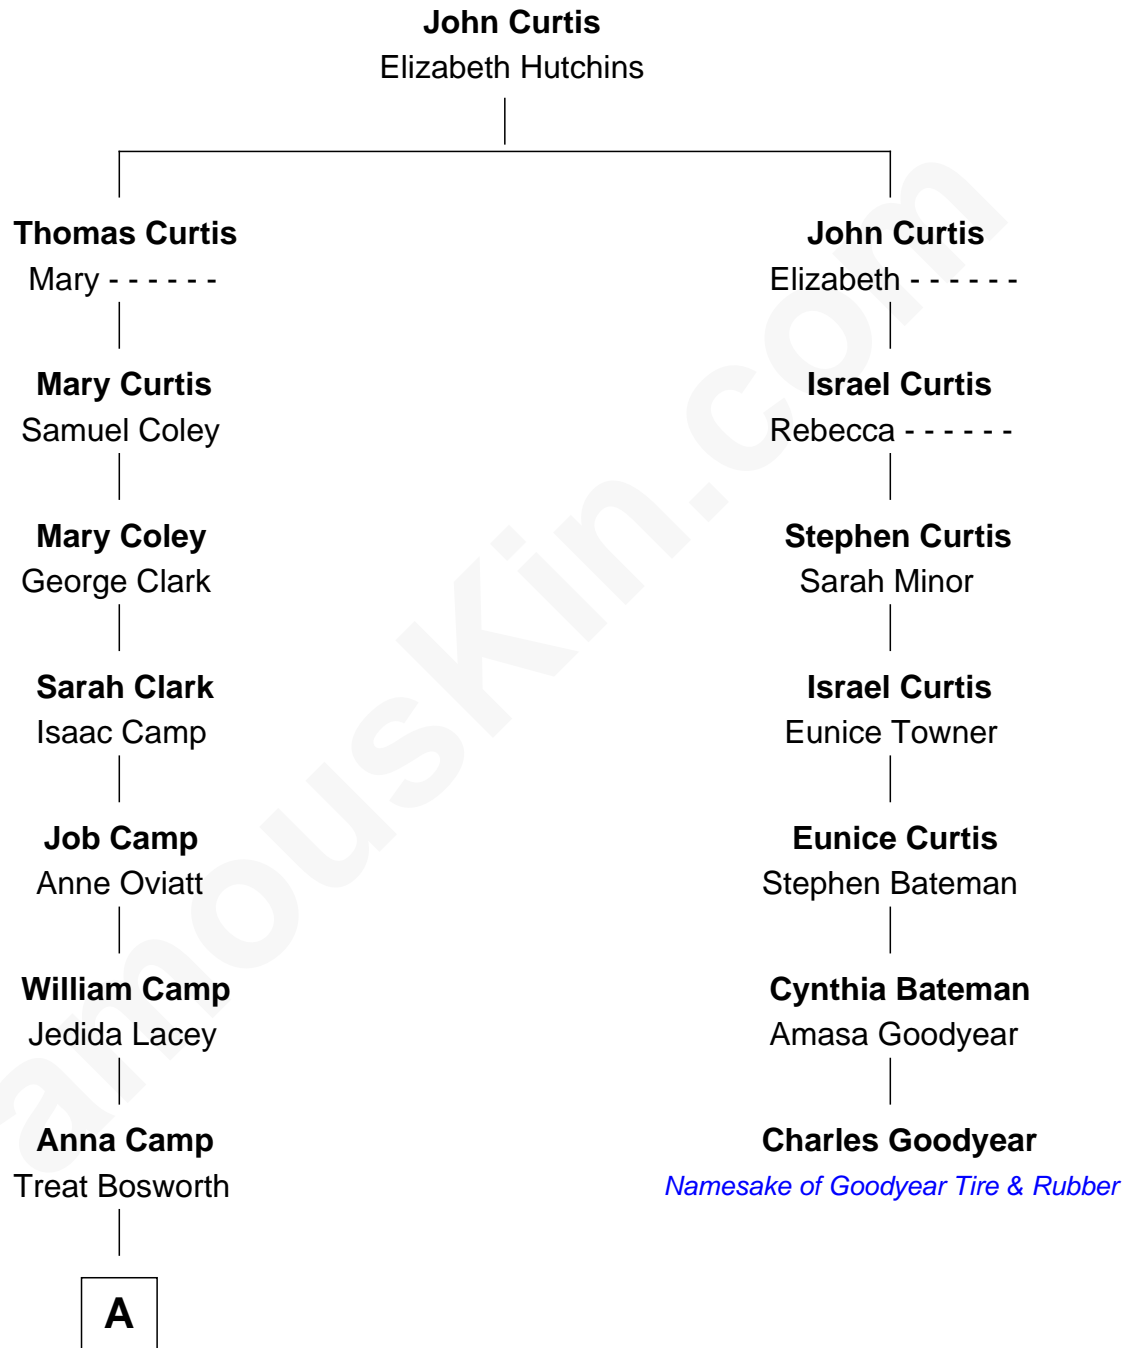 John Curtis
Elizabeth Hutchins
Thomas Curtis
Mary - - - - - -
Mary Curtis
Samuel Coley
Mary Coley
George Clark
Sarah Clark
Isaac Camp
Job Camp
Anne Oviatt
William Camp
Jedida Lacey
Anna Camp
Treat Bosworth
A
John Curtis
Elizabeth - - - - - -
Israel Curtis
Rebecca - - - - - -
Stephen Curtis
Sarah Minor
Israel Curtis
Eunice Towner
Eunice Curtis
Stephen Bateman
Cynthia Bateman
Amasa Goodyear
Charles Goodyear
Namesake of Goodyear Tire & Rubber
amousKin.com